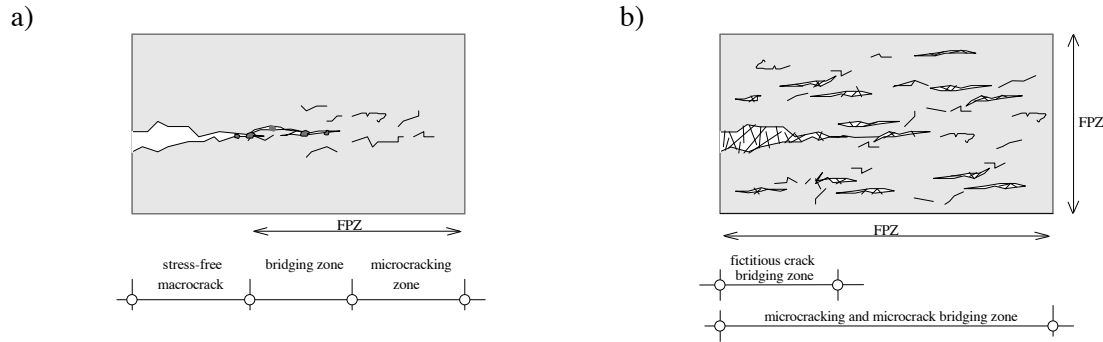 a)
FPZ
stress-free
macrocrack
bridging zone
microcracking
zone
b)
FPZ
FPZ
fictitious crack
bridging zone
microcracking and microcrack bridging zone